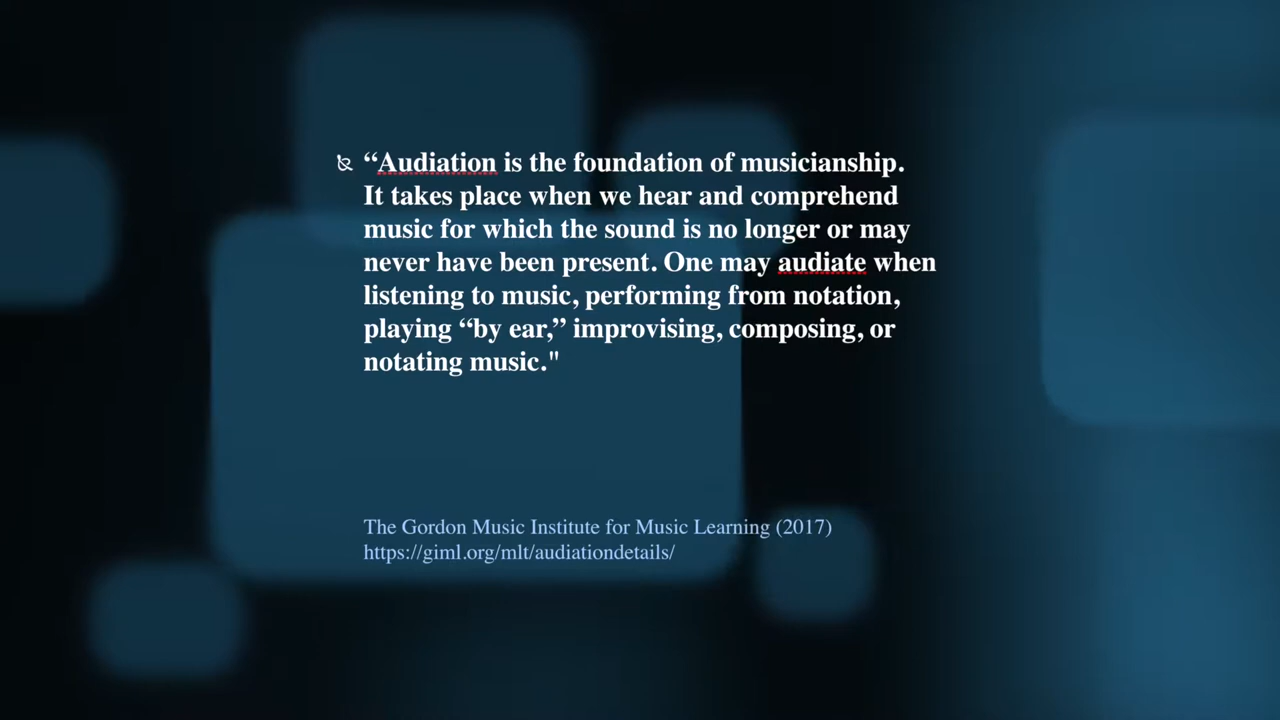 “Audiation is the foundation of musicianship.
It takes place when we hear and comprehend
music for which the sound is no longer or may
never have been present. One may audiate when
listening to music, performing from notation,
playing “by ear,” improvising, composing, or
notating music."
The Gordon Music Institute for Music Learning (2017)
https://giml.org/mlt/audiationdetails/